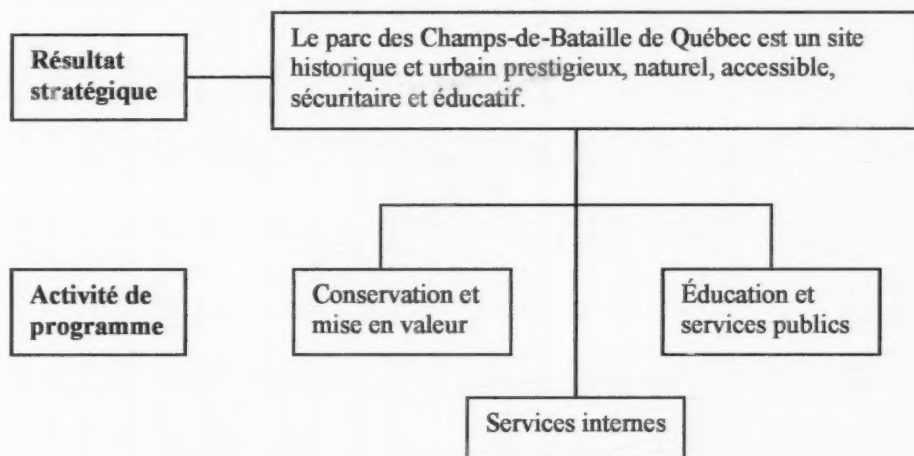 Résultat
stratégique
Le parc des Champs-de-Bataille de Québec est un site
historique et urbain prestigieux, naturel, accessible,
sécuritaire et éducatif.
Activité de
programme
Conservation et
mise en valeur
Éducation et
services publics
Services internes